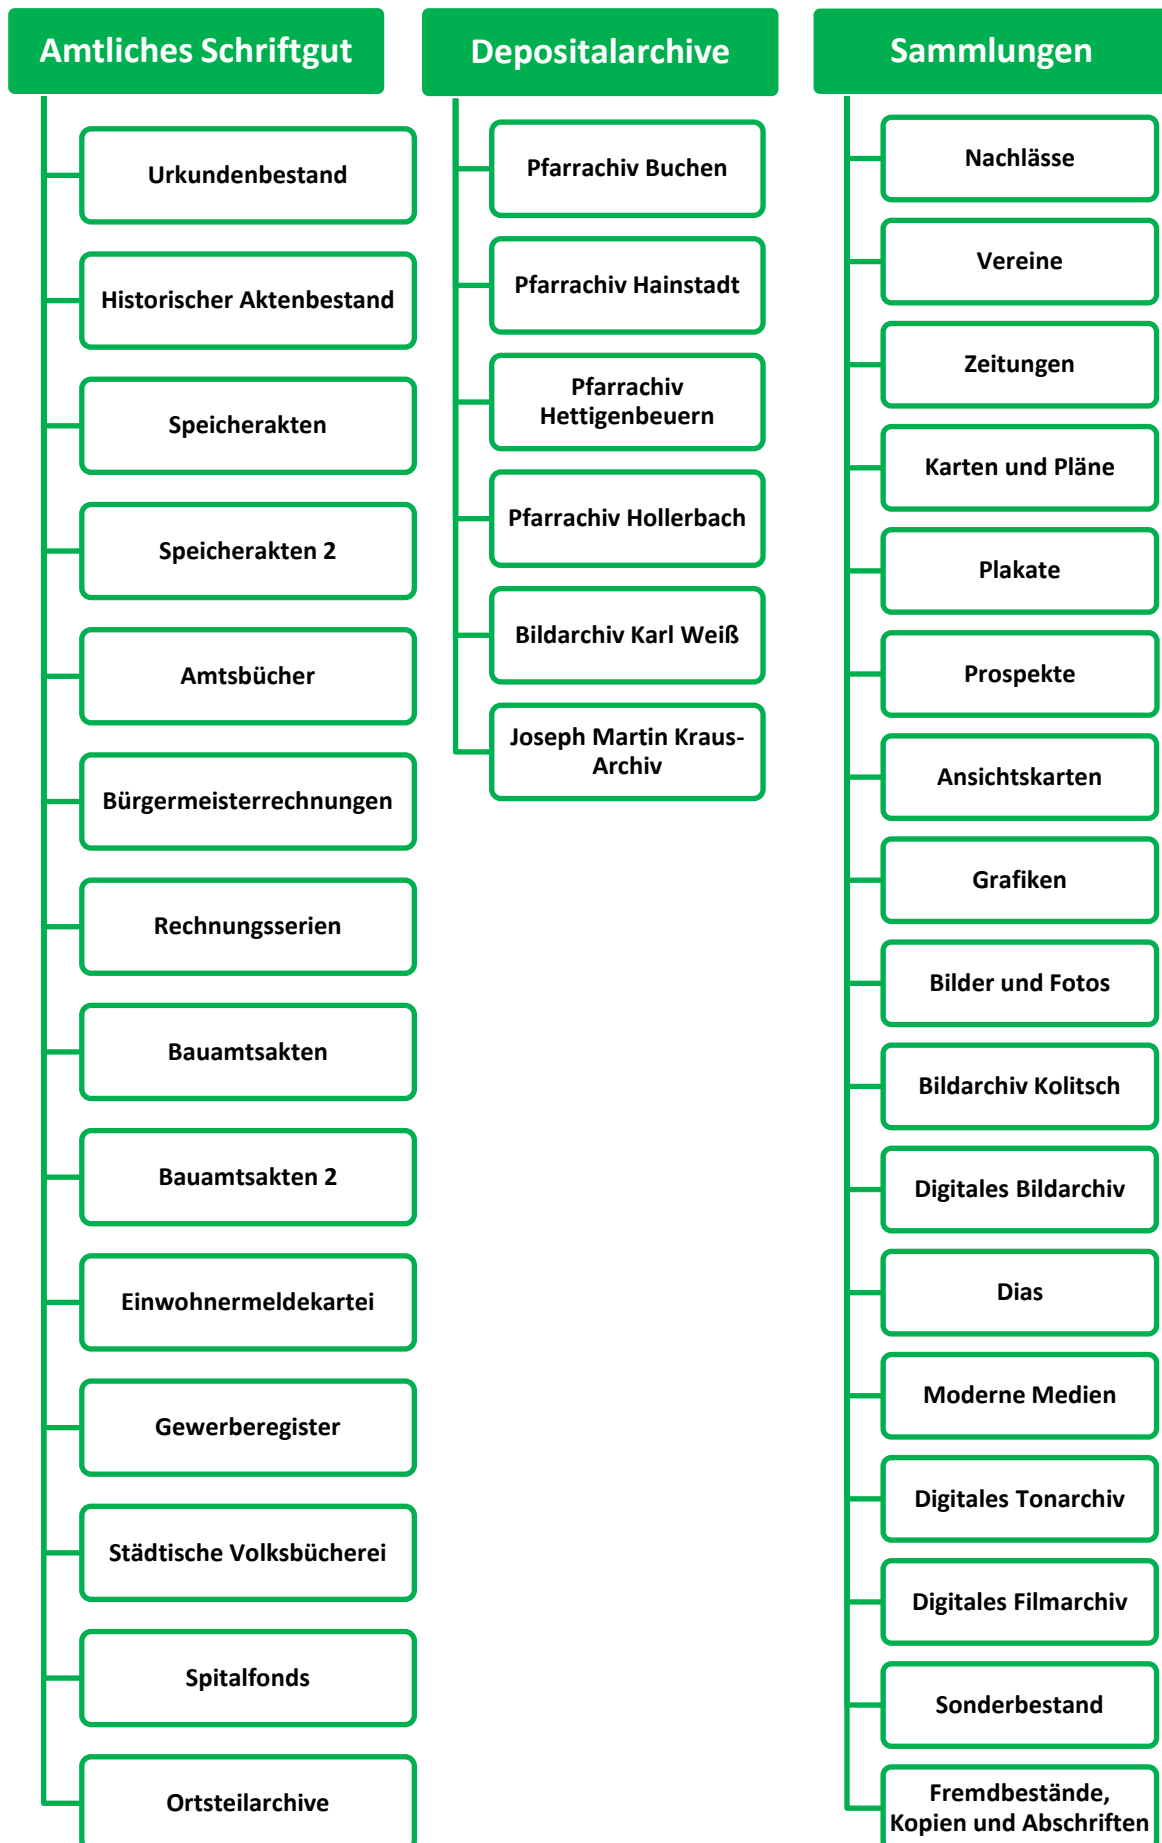 Amtliches Schriftgut
Urkundenbestand
Historischer Aktenbestand
Speicherakten
Speicherakten 2
Amtsbücher
Bürgermeisterrechnungen
Rechnungsserien
Bauamtsakten
Bauamtsakten 2
Einwohnermeldekartei
Gewerberegister
Städtische Volksbücherei
Spitalfonds
Ortsteilarchive
Depositalarchive
Pfarrachiv Buchen
Pfarrachiv Hainstadt
Pfarrachiv
Hettigenbeuern
Pfarrachiv Hollerbach
Bildarchiv Karl Weiß
Joseph Martin Kraus-
Archiv
Sammlungen
Nachlässe
Vereine
Zeitungen
Karten und Pläne
Plakate
Prospekte
Ansichtskarten
Grafiken
Bilder und Fotos
Bildarchiv Kolitsch
Digitales Bildarchiv
Dias
Moderne Medien
Digitales Tonarchiv
Digitales Filmarchiv
Sonderbestand
Fremdbestände,
Kopien und Abschriften